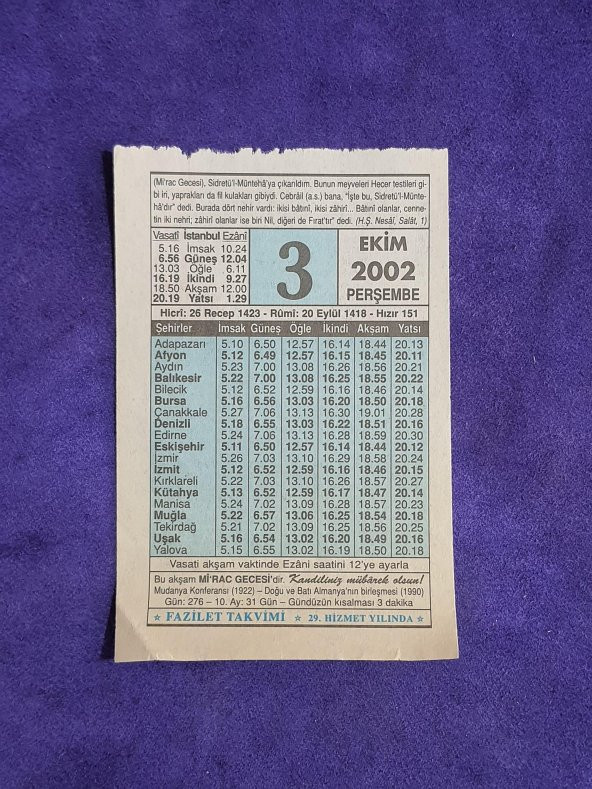 (Mi'rac Gecesi), Sidretü'l-Müntehâ'ya çıkarıldım. Bunun meyveleri Hecer testileri gi-
bi iri, yaprakları da fil kulakları gibiydi. Cebrâil (a.s.) bana, "İşte bu, Sidretü'l-Münte-
hâ'dır" dedi. Burada dört nehir vardı: ikisi bâtınî, ikisi zâhirî... Bâtınî olanlar, cenne-
tin iki nehri; zâhirî olanlar ise biri Nil, diğeri de Fırat'tır" dedi. (H.Ş. Nesâî, Salât, 1)
Vasatî İstanbul Ezânî
5.16 İmsak 10.24
6.56 Güneş 12.04
13.03 Öğle 6.11
16.19 İkindi 9.27
18.50 Akşam 12.00
20.19 Yatsı 1.29
3
EKİM
2002
PERŞEMBE
Hicrî: 26 Recep 1423 - Rûmî: 20 Eylül 1418 - Hızır 151
Şehirler İmsak Güneş Öğle İkindi Akşam Yatsı
Adapazarı 5.10 6.50 12.57 16.14 18.44 20.13
Afyon 5.12 6.49 12.57 16.15 18.45 20.11
Aydın 5.23 7.00 13.08 16.26 18.56 20.21
Balıkesir 5.22 7.00 13.08 16.25 18.55 20.22
Bilecik 5.12 6.52 12.59 16.16 18.46 20.14
Bursa 5.16 6.56 13.03 16.20 18.50 20.18
Çanakkale 5.27 7.06 13.13 16.30 19.01 20.28
Denizli 5.18 6.55 13.03 16.22 18.51 20.16
Edirne 5.24 7.06 13.13 16.28 18.59 20.30
Eskişehir 5.11 6.50 12.57 16.14 18.44 20.12
İzmir 5.26 7.03 13.10 16.29 18.58 20.24
İzmit 5.12 6.52 12.59 16.16 18.46 20.15
Kırklareli 5.22 7.03 13.10 16.26 18.57 20.27
Kütahya 5.13 6.52 12.59 16.17 18.47 20.14
Manisa 5.24 7.02 13.09 16.28 18.57 20.23
Muğla 5.22 6.57 13.06 16.25 18.54 20.18
Tekirdağ 5.21 7.02 13.09 16.25 18.56 20.25
Uşak 5.16 6.54 13.02 16.20 18.49 20.16
Yalova 5.15 6.55 13.02 16.19 18.50 20.18
Vasati akşam vaktinde Ezânî saatini 12'ye ayarla
Bu akşam Mİ'RAC GECESİ'dir. Kandiliniz mübârek olsun!
Mudanya Konferansı (1922) – Doğu ve Batı Almanya'nın birleşmesi (1990)
Gün: 276 – 10. Ay: 31 Gün – Gündüzün kısalması 3 dakika
★ FAZİLET TAKVİMİ ★ 29. HİZMET YILINDA ★